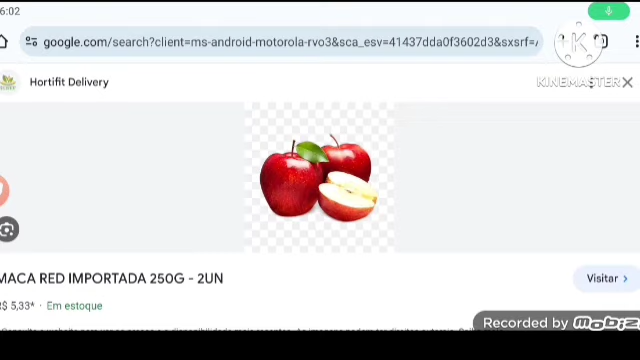 6:02
google.com/search?client=ms-android-motorola-rvo3&sca_esv=41437dda0f3602d3&sxsrf=
KINEMASTER
Hortifit Delivery
MACA RED IMPORTADA 250G - 2UN
Visitar
R$ 5,33* · Em estoque
Recorded by